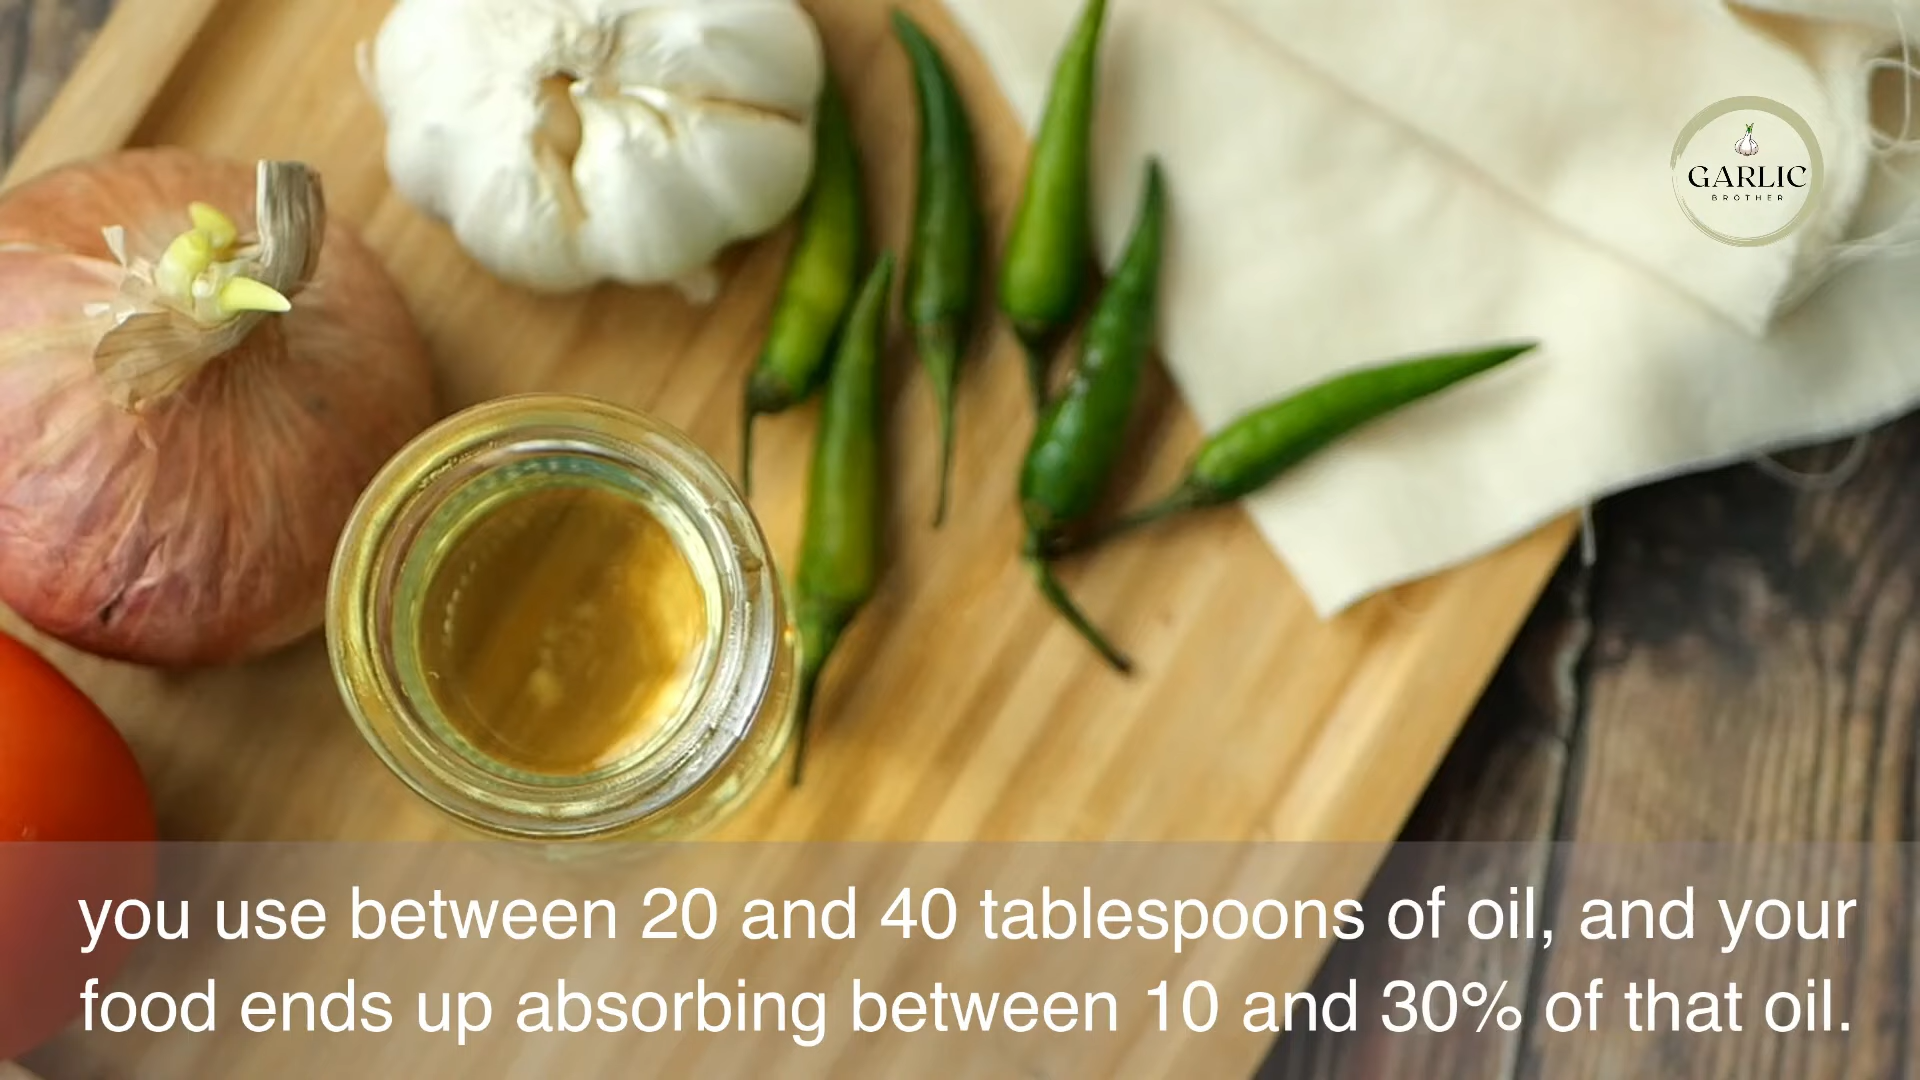 GARLIC
BROTHER
you use between 20 and 40 tablespoons of oil, and your
food ends up absorbing between 10 and 30% of that oil.